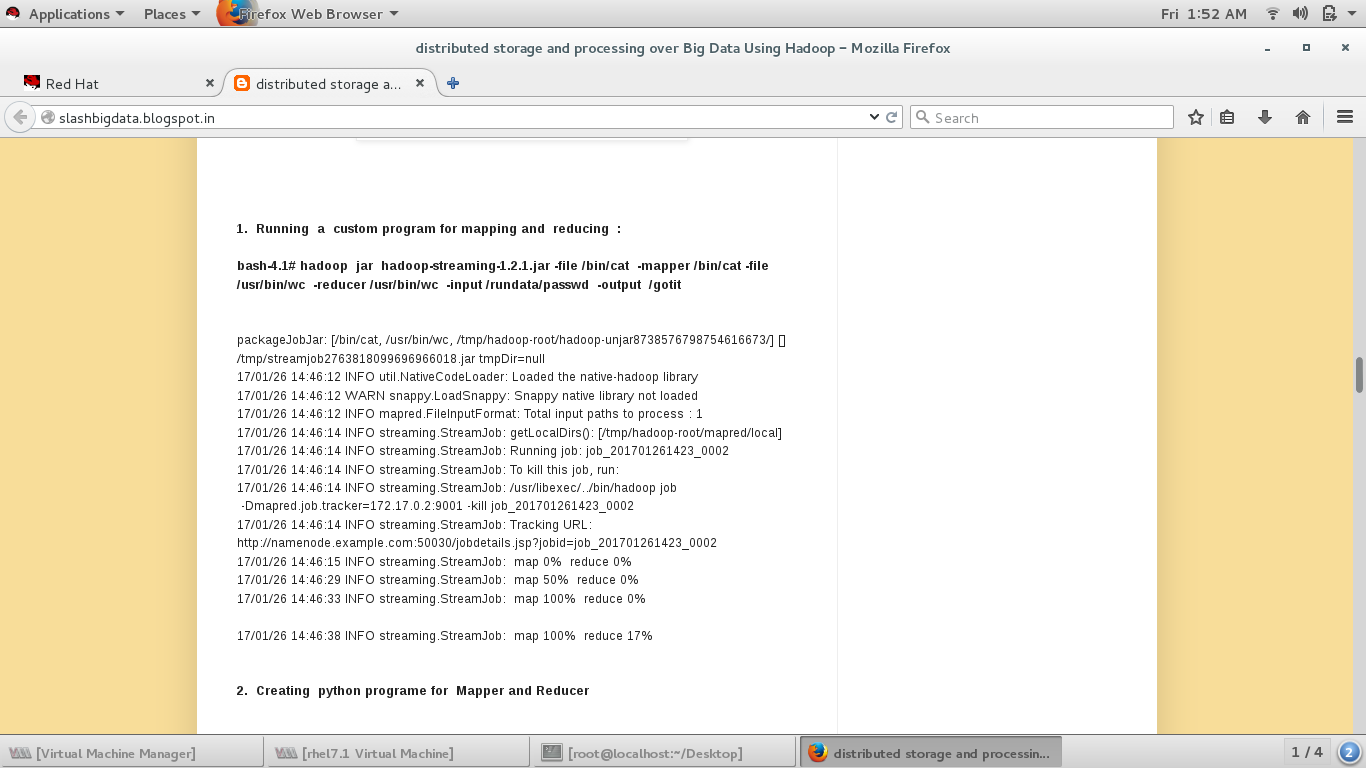 Applications Places Firefox Web Browser Fri 1:52 AM
distributed storage and processing over Big Data Using Hadoop – Mozilla Firefox
Red Hat distributed storage a...
slashbigdata.blogspot.in Search
1. Running a custom program for mapping and reducing :
bash-4.1# hadoop jar hadoop-streaming-1.2.1.jar -file /bin/cat -mapper /bin/cat -file
/usr/bin/wc -reducer /usr/bin/wc -input /rundata/passwd -output /gotit
packageJobJar: [/bin/cat, /usr/bin/wc, /tmp/hadoop-root/hadoop-unjar8738576798754616673/] []
/tmp/streamjob2763818099696966018.jar tmpDir=null
17/01/26 14:46:12 INFO util.NativeCodeLoader: Loaded the native-hadoop library
17/01/26 14:46:12 WARN snappy.LoadSnappy: Snappy native library not loaded
17/01/26 14:46:12 INFO mapred.FileInputFormat: Total input paths to process : 1
17/01/26 14:46:14 INFO streaming.StreamJob: getLocalDirs(): [/tmp/hadoop-root/mapred/local]
17/01/26 14:46:14 INFO streaming.StreamJob: Running job: job_201701261423_0002
17/01/26 14:46:14 INFO streaming.StreamJob: To kill this job, run:
17/01/26 14:46:14 INFO streaming.StreamJob: /usr/libexec/../bin/hadoop job
-Dmapred.job.tracker=172.17.0.2:9001 -kill job_201701261423_0002
17/01/26 14:46:14 INFO streaming.StreamJob: Tracking URL:
http://namenode.example.com:50030/jobdetails.jsp?jobid=job_201701261423_0002
17/01/26 14:46:15 INFO streaming.StreamJob: map 0% reduce 0%
17/01/26 14:46:29 INFO streaming.StreamJob: map 50% reduce 0%
17/01/26 14:46:33 INFO streaming.StreamJob: map 100% reduce 0%
17/01/26 14:46:38 INFO streaming.StreamJob: map 100% reduce 17%
2. Creating python programe for Mapper and Reducer
[Virtual Machine Manager] [rhel7.1 Virtual Machine] [root@localhost:~/Desktop] distributed storage and processin... 1 / 4 2